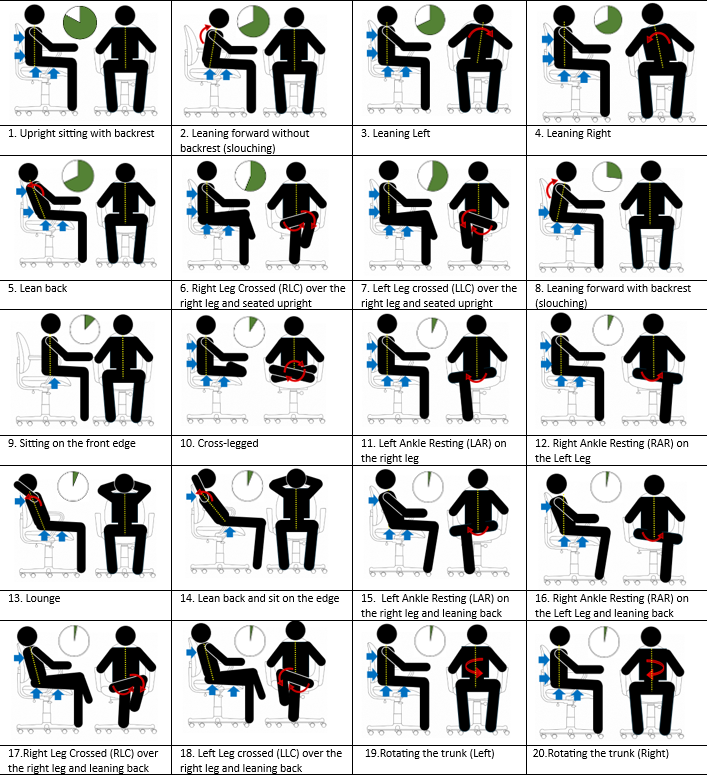 1. Upright sitting with backrest
2. Leaning forward without
backrest (slouching)
3. Leaning Left
4. Leaning Right
5. Lean back
6. Right Leg Crossed (RLC) over the
right leg and seated upright
7. Left Leg crossed (LLC) over the
right leg and seated upright
8. Leaning forward with backrest
(slouching)
9. Sitting on the front edge
10. Cross-legged
11. Left Ankle Resting (LAR) on
the right leg
12. Right Ankle Resting (RAR) on
the Left Leg
13. Lounge
14. Lean back and sit on the edge
15. Left Ankle Resting (LAR) on
the right leg and leaning back
16. Right Ankle Resting (RAR) on
the Left Leg and leaning back
17.Right Leg Crossed (RLC) over
the right leg and leaning back
18. Left Leg crossed (LLC) over the
right leg and leaning back
19.Rotating the trunk (Left)
20.Rotating the trunk (Right)